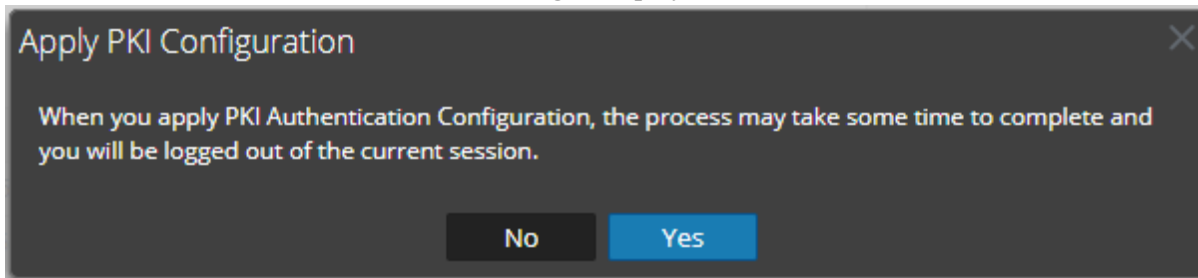 Apply PKI Configuration
When you apply PKI Authentication Configuration, the process may take some time to complete and
you will be logged out of the current session.
No
Yes